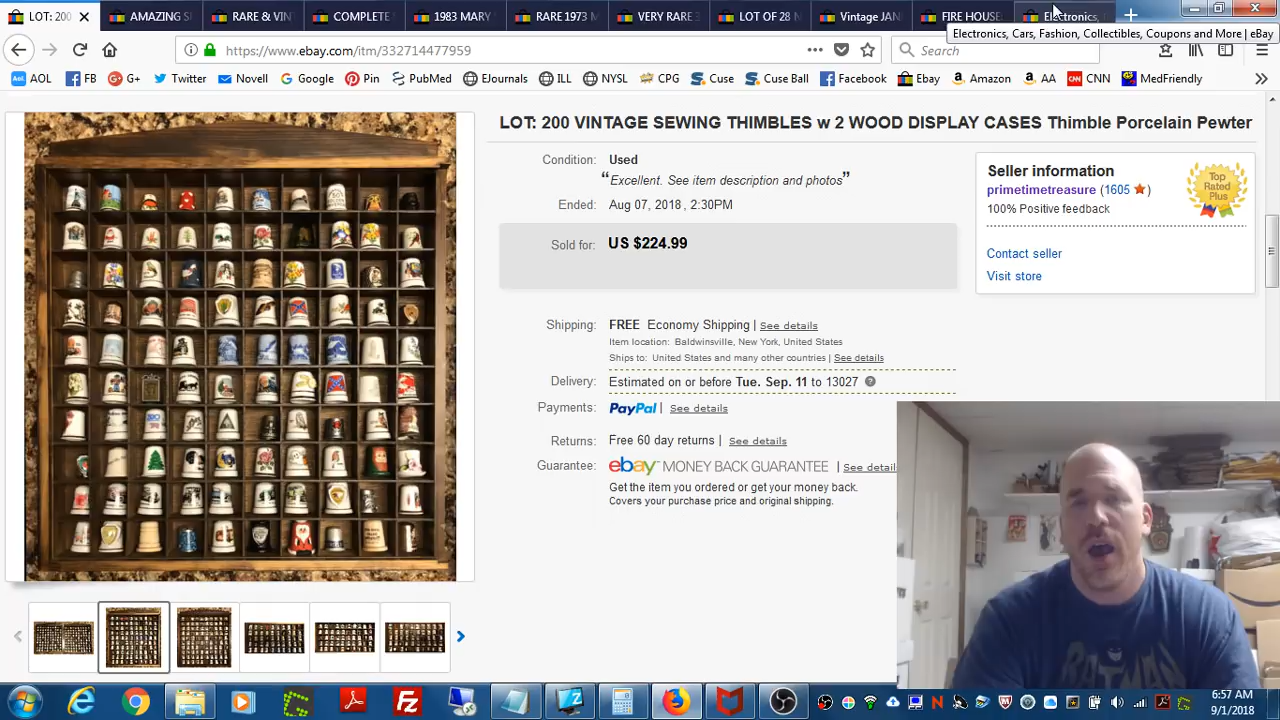 LOT: 200
AMAZING S
RARE & VIN
COMPLETE
1983 MARY
RARE 1973 M
VERY RARE
LOT OF 28 N
Vintage JAN
FIRE HOUSE
Electronics, C
Electronics, Cars, Fashion, Collectibles, Coupons and More | eBay
https://www.ebay.com/itm/332714477959
Search
AOL FB G+ Twitter Novell Google Pin PubMed EJournals ILL NYSL CPG Cuse Cuse Ball Facebook Ebay Amazon AA CNN MedFriendly
LOT: 200 VINTAGE SEWING THIMBLES w 2 WOOD DISPLAY CASES Thimble Porcelain Pewter
Condition: Used
"Excellent. See item description and photos"
Ended: Aug 07, 2018 , 2:30PM
Sold for: US $224.99
Shipping: FREE Economy Shipping | See details
Item location: Baldwinsville, New York, United States
Ships to: United States and many other countries | See details
Delivery: Estimated on or before Tue. Sep. 11 to 13027
Payments: PayPal | See details
Returns: Free 60 day returns | See details
Guarantee: ebay MONEY BACK GUARANTEE | See detail
Get the item you ordered or get your money back.
Covers your purchase price and original shipping.
Seller information
primetimetreasure (1605 )
100% Positive feedback
Top Rated Plus
Contact seller
Visit store
6:57 AM
9/1/2018